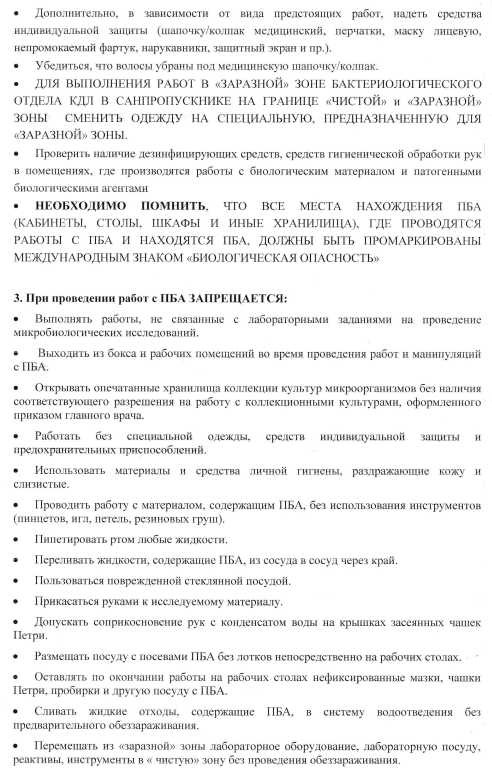 • Дополнительно, в зависимости от вида предстоящих работ, надеть средства
индивидуальной защиты (шапочку/колпак медицинский, перчатки, маску лицевую,
непромокаемый фартук, нарукавники, защитный экран и пр.).
• Убедиться, что волосы убраны под медицинскую шапочку/колпак.
• ДЛЯ ВЫПОЛНЕНИЯ РАБОТ В «ЗАРАЗНОЙ» ЗОНЕ БАКТЕРИОЛОГИЧЕСКОГО
ОТДЕЛА КДЛ В САНПРОПУСКНИКЕ НА ГРАНИЦЕ «ЧИСТОЙ» и «ЗАРАЗНОЙ»
ЗОНЫ СМЕНИТЬ ОДЕЖДУ НА СПЕЦИАЛЬНУЮ, ПРЕДНАЗНАЧЕННУЮ ДЛЯ
«ЗАРАЗНОЙ» ЗОНЫ.
• Проверить наличие дезинфицирующих средств, средств гигиенической обработки рук
в помещениях, где производятся работы с биологическим материалом и патогенными
биологическими агентами
• НЕОБХОДИМО ПОМНИТЬ, ЧТО ВСЕ МЕСТА НАХОЖДЕНИЯ ПБА
(КАБИНЕТЫ, СТОЛЫ, ШКАФЫ И ИНЫЕ ХРАНИЛИЩА), ГДЕ ПРОВОДЯТСЯ
РАБОТЫ С ПБА И НАХОДЯТСЯ ПБА, ДОЛЖНЫ БЫТЬ ПРОМАРКИРОВАНЫ
МЕЖДУНАРОДНЫМ ЗНАКОМ «БИОЛОГИЧЕСКАЯ ОПАСНОСТЬ»
3. При проведении работ с ПБА ЗАПРЕЩАЕТСЯ:
• Выполнять работы, не связанные с лабораторными заданиями на проведение
микробиологических исследований.
• Выходить из бокса и рабочих помещений во время проведения работ и манипуляций
с ПБА.
• Открывать опечатанные хранилища коллекции культур микроорганизмов без наличия
соответствующего разрешения на работу с коллекционными культурами, оформленного
приказом главного врача.
• Работать без специальной одежды, средств индивидуальной защиты и
предохранительных приспособлений.
• Использовать материалы и средства личной гигиены, раздражающие кожу и
слизистые.
• Проводить работу с материалом, содержащим ПБА, без использования инструментов
(пинцетов, игл, петель, резиновых груш).
• Пипетировать ртом любые жидкости.
• Переливать жидкости, содержащие ПБА, из сосуда в сосуд через край.
• Пользоваться поврежденной стеклянной посудой.
• Прикасаться руками к исследуемому материалу.
• Допускать соприкосновение рук с конденсатом воды на крышках засеянных чашек
Петри.
• Размещать посуду с посевами ПБА без лотков непосредственно на рабочих столах.
• Оставлять по окончании работы на рабочих столах нефиксированные мазки, чашки
Петри, пробирки и другую посуду с ПБА.
• Сливать жидкие отходы, содержащие ПБА, в систему водоотведения без
предварительного обеззараживания.
• Перемещать из «заразной» зоны лабораторное оборудование, лабораторную посуду,
реактивы, инструменты в « чистую» зону без проведения обеззараживания.